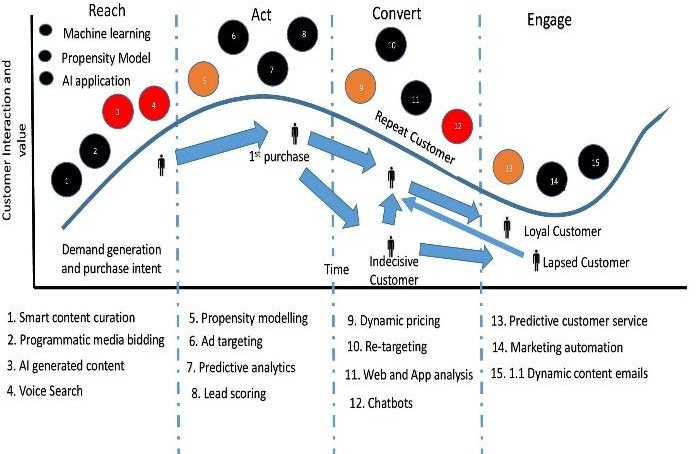 Reach
Act
Convert
Engage
Machine learning
Propensity Model
AI application
Customer Interaction and
value
1
2
3
4
5
6
7
8
9
10
11
12
13
14
15
1st purchase
Repeat Customer
Demand generation
and purchase intent
Time
Indecisive
Customer
Loyal Customer
Lapsed Customer
1. Smart content curation
2. Programmatic media bidding
3. AI generated content
4. Voice Search
5. Propensity modelling
6. Ad targeting
7. Predictive analytics
8. Lead scoring
9. Dynamic pricing
10. Re-targeting
11. Web and App analysis
12. Chatbots
13. Predictive customer service
14. Marketing automation
15. 1.1 Dynamic content emails